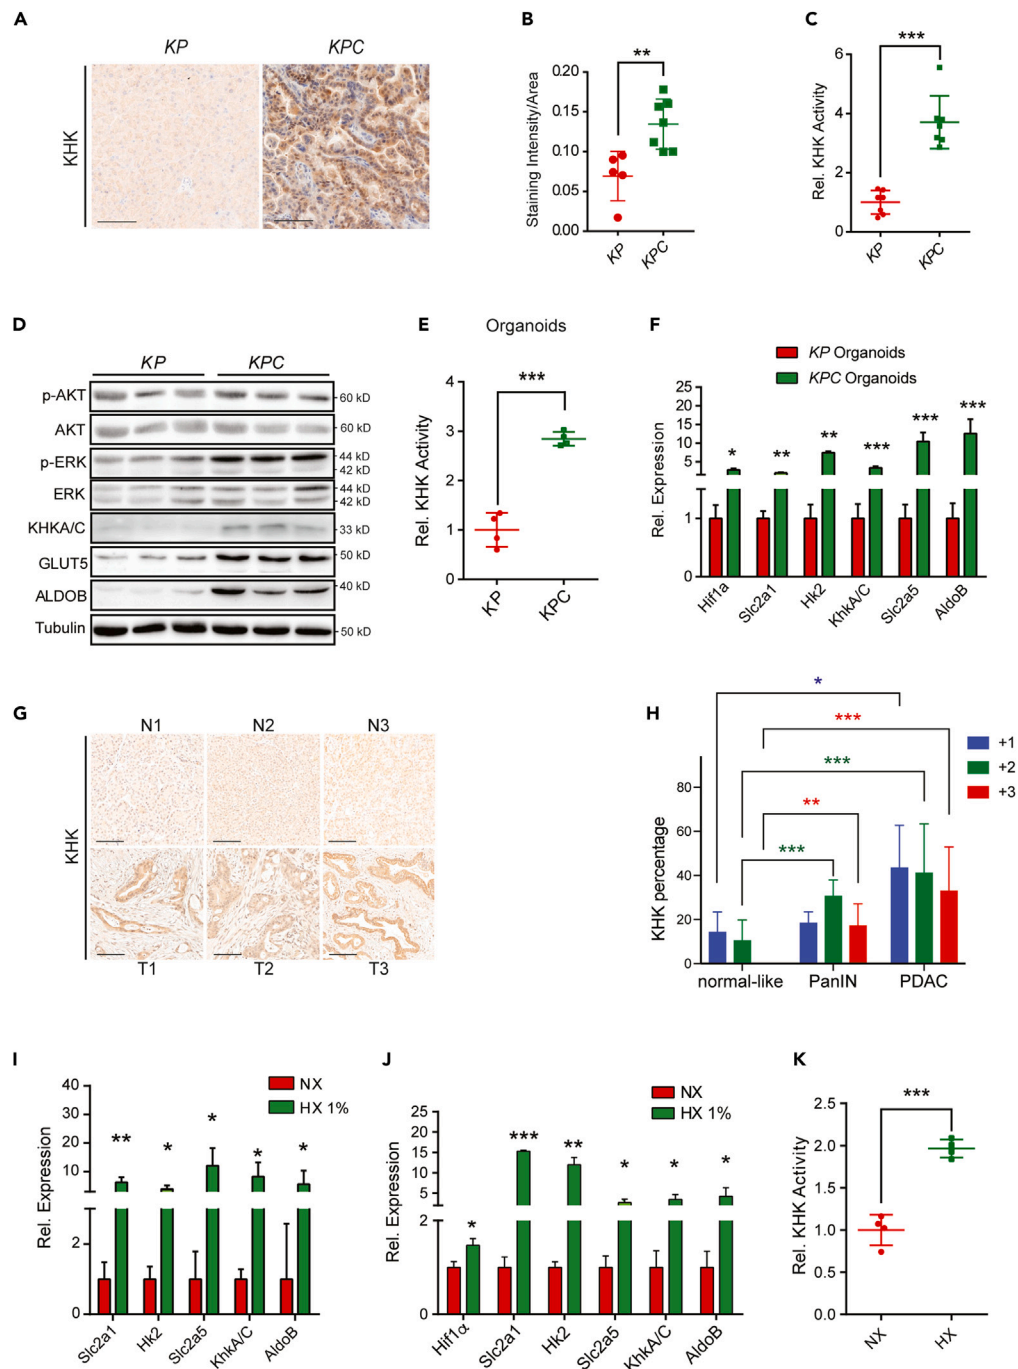 A
KP
KPC
KHK
B
**
Staining Intensity/Area
0.20
0.15
0.10
0.05
0.00
KP
KPC
C
***
Rel. KHK Activity
6
4
2
0
KP
KPC
D
KP
KPC
p-AKT
60 kD
AKT
60 kD
p-ERK
44 kD
42 kD
ERK
44 kD
42 kD
KHKA/C
33 kD
GLUT5
50 kD
ALDOB
40 kD
Tubulin
50 kD
E
Organoids
***
Rel. KHK Activity
4
3
2
1
0
KP
KPC
F
KP Organoids
KPC Organoids
Rel. Expression
25
20
15
10
5
1
0
* ** ** *** *** ***
Hif1a
Slc2a1
Hk2
KhkA/C
Slc2a5
AldoB
G
N1 N2 N3
KHK
T1 T2 T3
H
*
***
***
**
***
+1
+2
+3
KHK percentage
80
60
40
20
0
normal-like PanIN PDAC
I
NX
HX 1%
Rel. Expression
40
30
20
10
2
0
** * * * *
Slc2a1
Hk2
Slc2a5
KhkA/C
AldoB
J
NX
HX 1%
Rel. Expression
25
20
15
10
5
2
0
* *** ** * * *
Hif1α
Slc2a1
Hk2
Slc2a5
KhkA/C
AldoB
K
***
Rel. KHK Activity
2.5
2.0
1.5
1.0
0.5
0.0
NX
HX